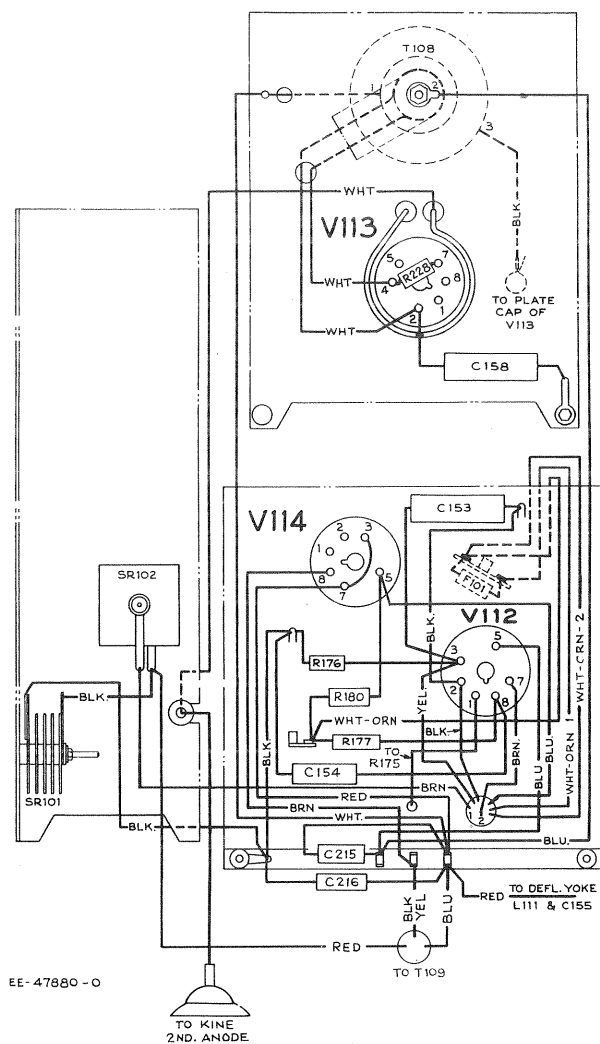 T108
1
2
3
WHT
BLK
V113
5
7
R228
8
4
1
2
WHT
WHT
TO PLATE
CAP OF
V113
C158
C153
V114
2
3
1
8
7
5
F101
SR102
V112
BLK.
5
3
R176
2
7
1
8
R180
YEL.
WHT-ORN
BLK-
R177
TO
R175
BLK
C154
BRN.
BLU
BLU.
WHT-ORN 1
WHT-CRN-2
BLK.
SR101
BRN
RED
BRN
WHT.
1
2
BLK
BLU.
C215
C216
RED
TO DEFL. YOKE
L111 & C155
BLK
YEL
BLU
RED
TO T109
EE-47880-0
TO KINE
2ND. ANODE